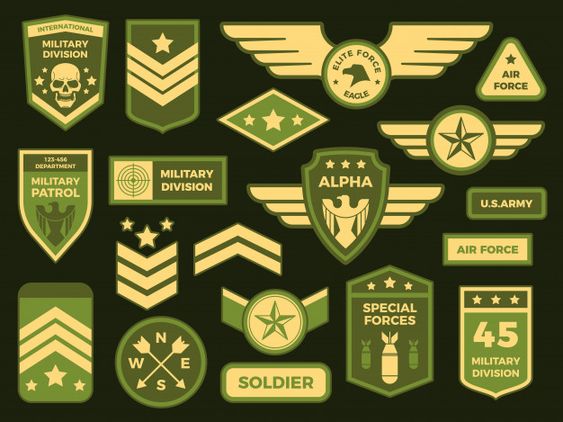 INTERNATIONAL
MILITARY
DIVISION
ELITE FORCE
EAGLE
AIR
FORCE
123-456
DEPARTMENT
MILITARY
PATROL
MILITARY
DIVISION
ALPHA
U.S.ARMY
AIR FORCE
N
W
E
S
SOLDIER
SPECIAL
FORCES
45
MILITARY
DIVISION